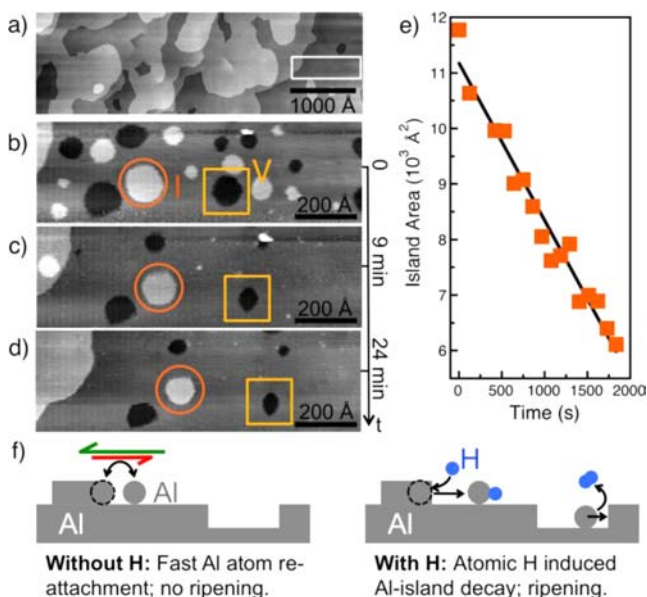 a)
1000 Å
b)
I
V
200 Å
0
c)
200 Å
9 min
d)
200 Å
24 min
t
e)
Island Area (10³ Å²)
12
11
10
9
8
7
6
0
500
1000
1500
2000
Time (s)
f)
Al
Al
Without H: Fast Al atom re-
attachment; no ripening.
H
Al
With H: Atomic H induced
Al-island decay; ripening.